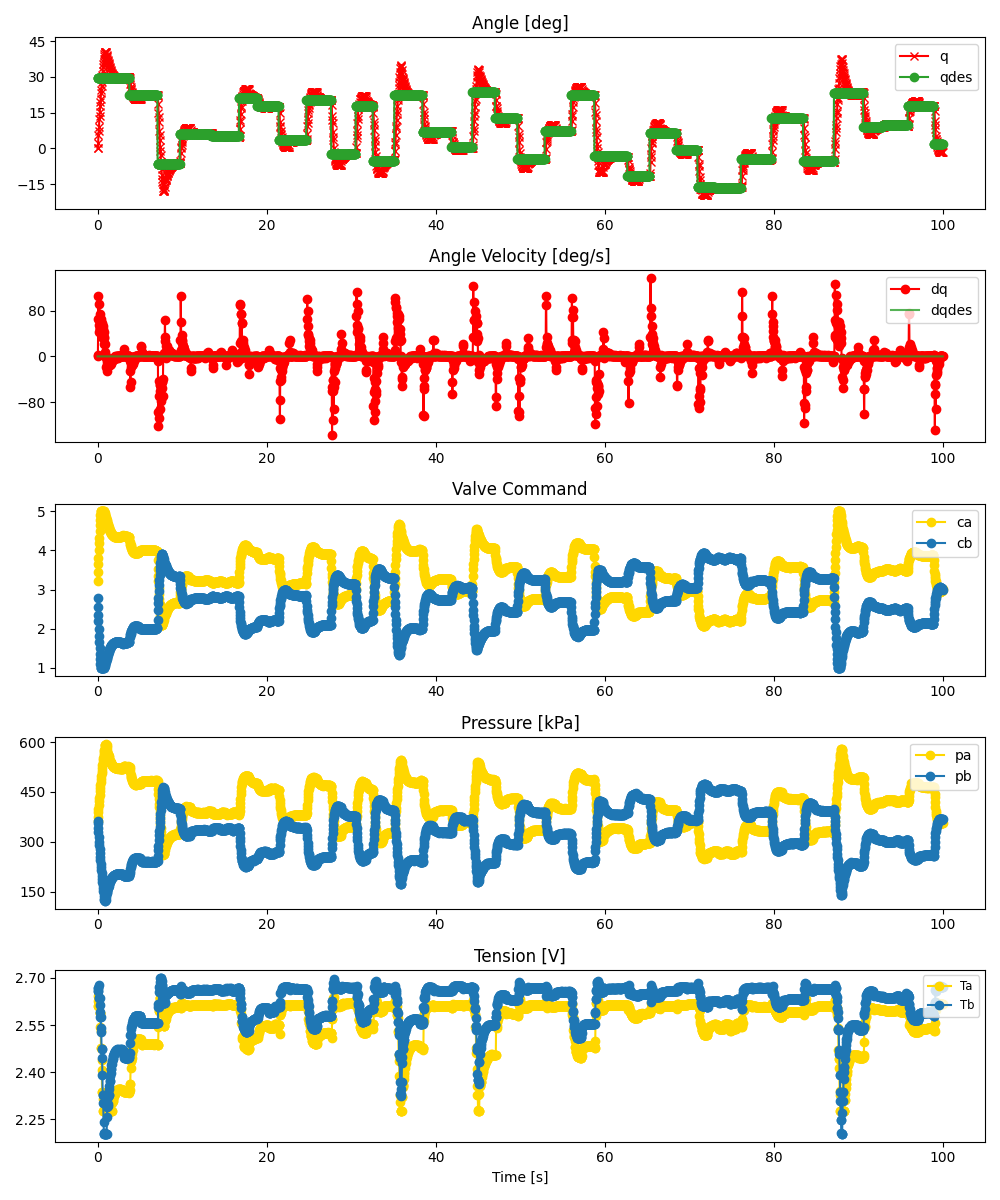 Angle [deg]
45
30
15
0
−15
q
qdes
0 20 40 60 80 100
Angle Velocity [deg/s]
80
0
−80
dq
dqdes
0 20 40 60 80 100
Valve Command
5
4
3
2
1
ca
cb
0 20 40 60 80 100
Pressure [kPa]
600
450
300
150
pa
pb
0 20 40 60 80 100
Tension [V]
2.70
2.55
2.40
2.25
Ta
Tb
0 20 40 60 80 100
Time [s]